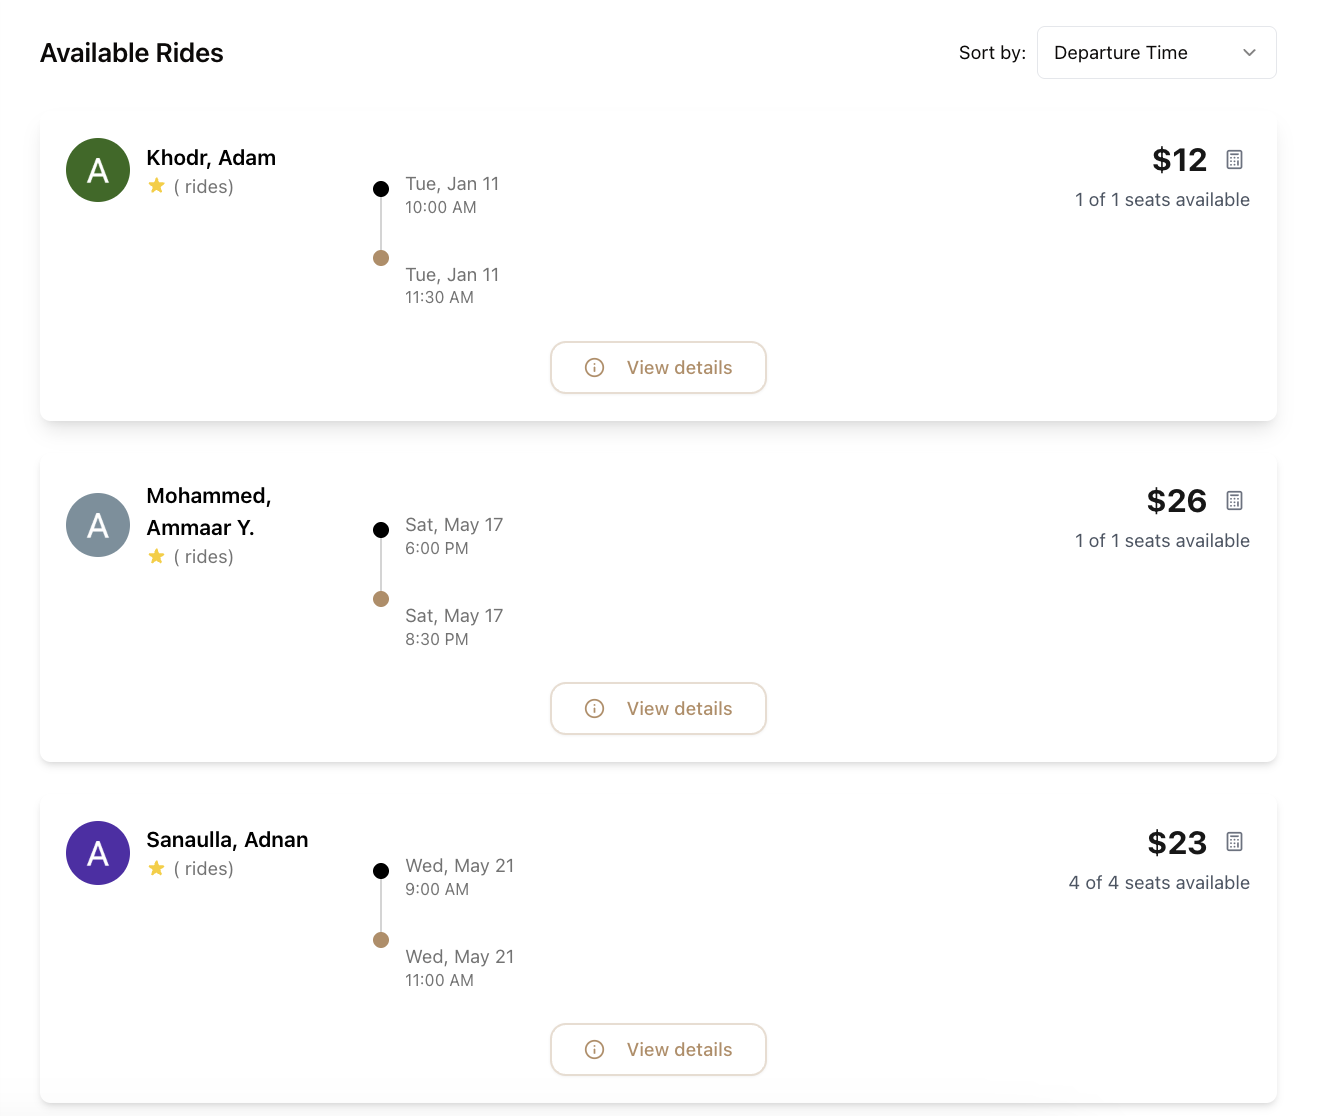 Available Rides
Sort by: Departure Time
A
Khodr, Adam
( rides)
Tue, Jan 11
10:00 AM
Tue, Jan 11
11:30 AM
$12
1 of 1 seats available
View details
A
Mohammed,
Ammaar Y.
( rides)
Sat, May 17
6:00 PM
Sat, May 17
8:30 PM
$26
1 of 1 seats available
View details
A
Sanaulla, Adnan
( rides)
Wed, May 21
9:00 AM
Wed, May 21
11:00 AM
$23
4 of 4 seats available
View details